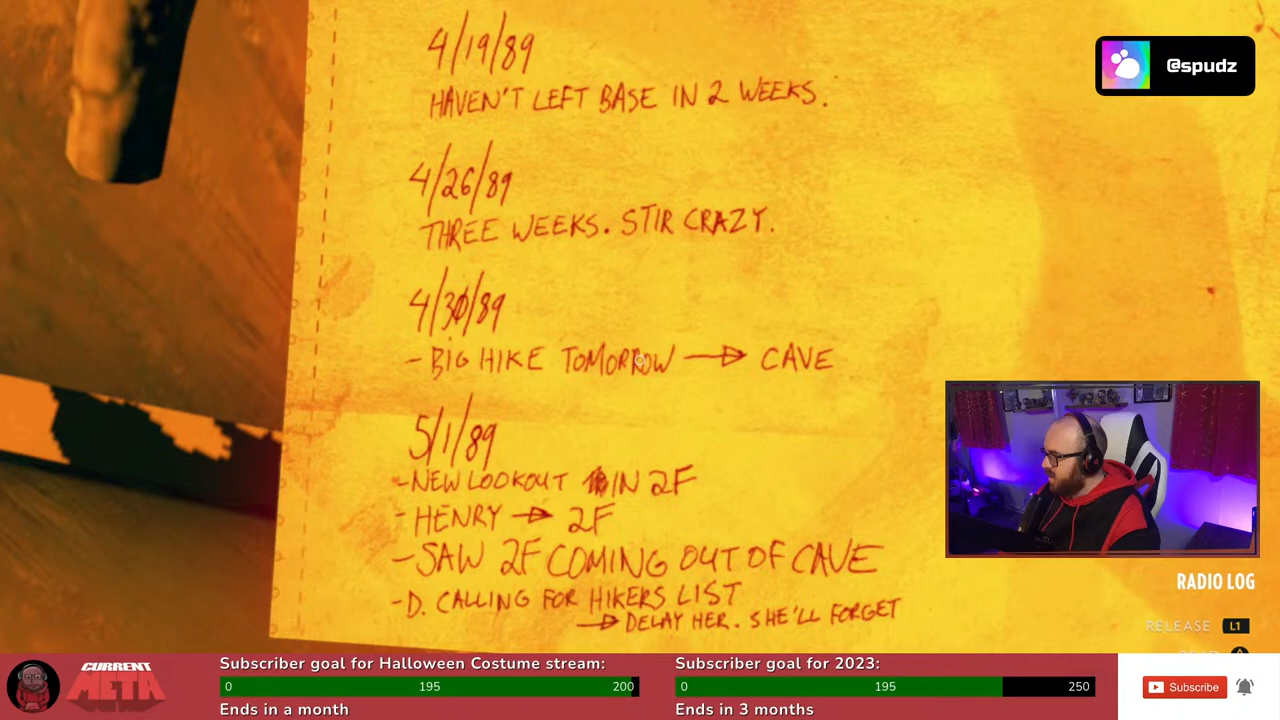 4/19/89
HAVEN'T LEFT BASE IN 2 WEEKS.
4/26/89
THREE WEEKS. STIR CRAZY.
4/30/89
- BIG HIKE TOMORROW → CAVE
5/1/89
- NEW LOOKOUT IN 2F
- HENRY → 2F
- SAW 2F COMING OUT OF CAVE
- D. CALLING FOR HIKERS LIST
→ DELAY HER. SHE'LL FORGET
@spudz
RADIO LOG
RELEASE L1
CURRENT
META
Subscriber goal for Halloween Costume stream:
0 195 200
Ends in a month
Subscriber goal for 2023:
0 195 250
Ends in 3 months
Subscribe